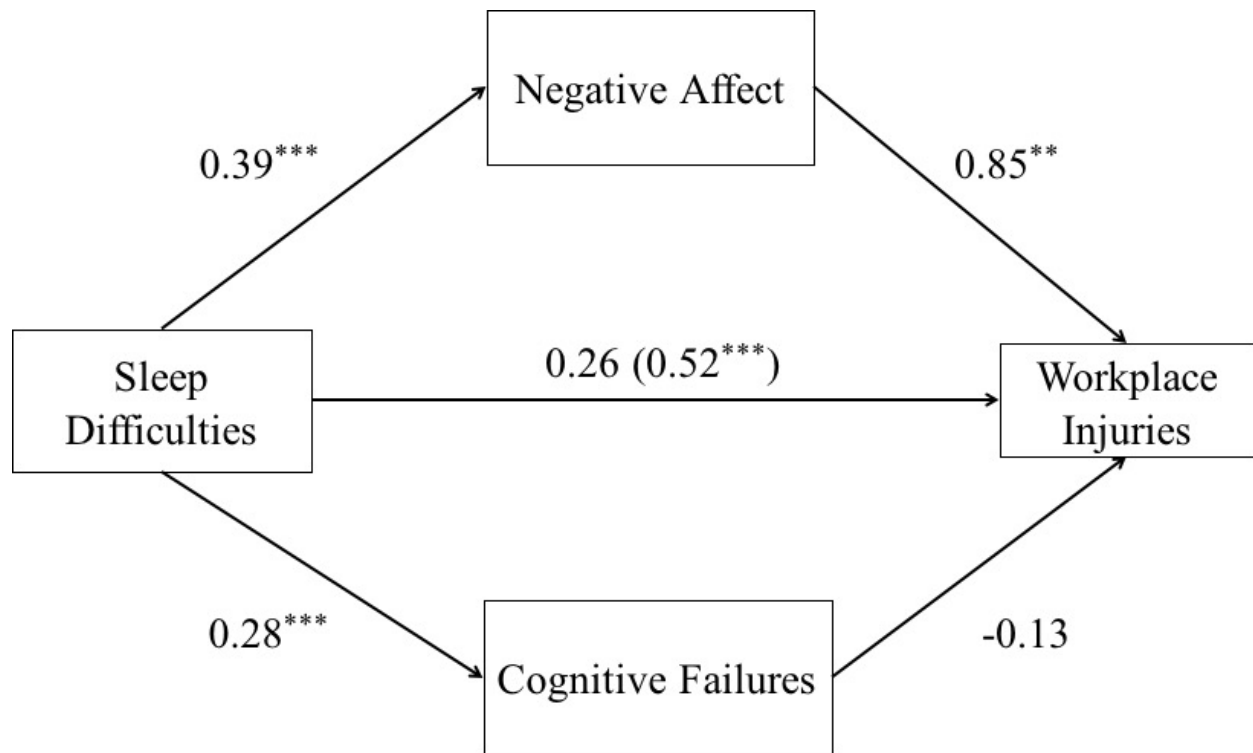 Negative Affect
0.39***
0.85**
Sleep
Difficulties
0.26 (0.52***)
Workplace
Injuries
0.28***
-0.13
Cognitive Failures